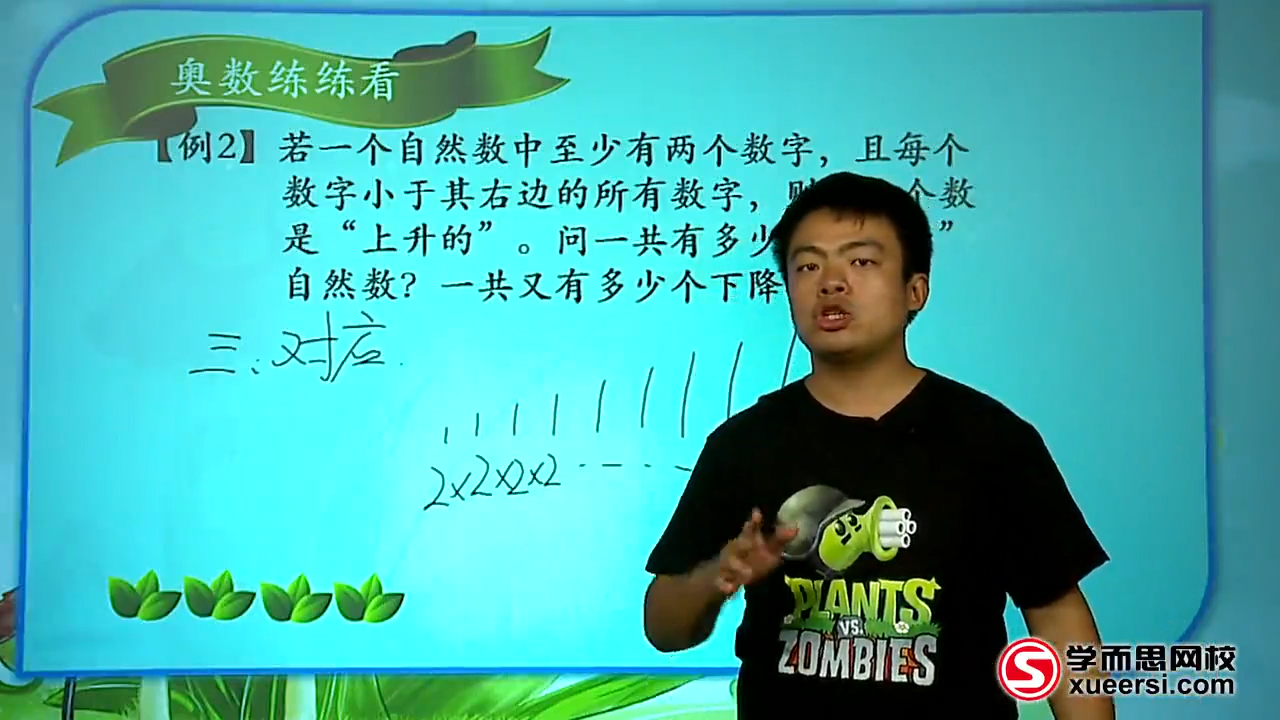 奥数练练看
【例2】若一个自然数中至少有两个数字，且每个
数字小于其右边的所有数字，则 个数
是“上升的”。问一共有多少 ”
自然数？一共又有多少个下降
三：对应
2×2×2×2
PLANTS
VS.
ZOMBIES
学而思网校
xueersi.com